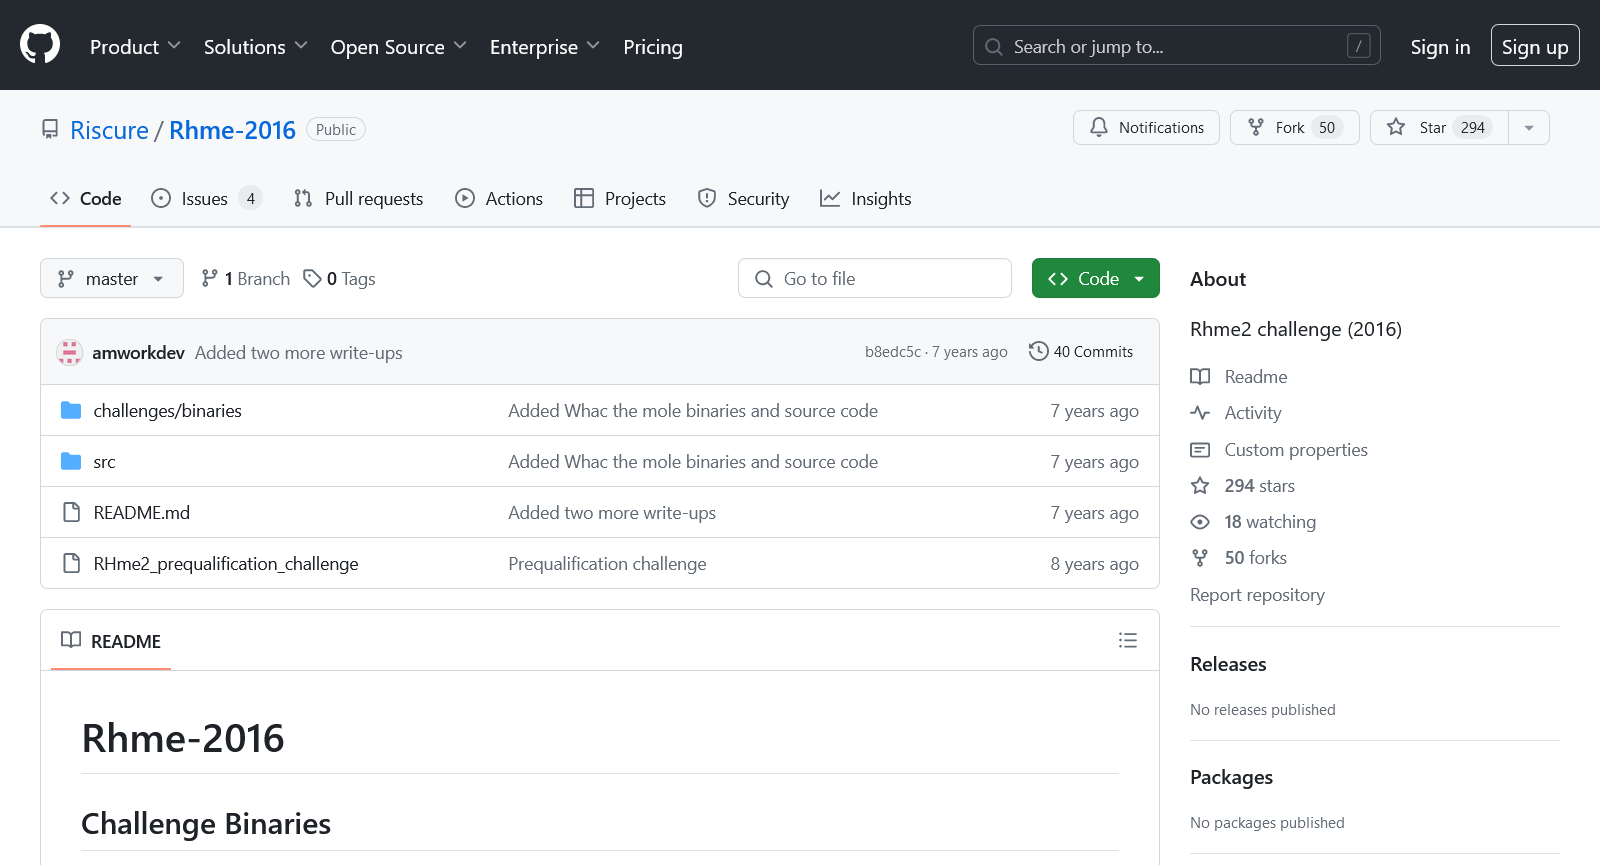 Product Solutions Open Source Enterprise Pricing Search or jump to... / Sign in Sign up
Riscure / Rhme-2016 Public Notifications Fork 50 Star 294
Code Issues 4 Pull requests Actions Projects Security Insights
master 1 Branch 0 Tags Go to file Code
amworkdev Added two more write-ups b8edc5c · 7 years ago 40 Commits
challenges/binaries Added Whac the mole binaries and source code 7 years ago
src Added Whac the mole binaries and source code 7 years ago
README.md Added two more write-ups 7 years ago
RHme2_prequalification_challenge Prequalification challenge 8 years ago
README
Rhme-2016
Challenge Binaries
About
Rhme2 challenge (2016)
Readme
Activity
Custom properties
294 stars
18 watching
50 forks
Report repository
Releases
No releases published
Packages
No packages published